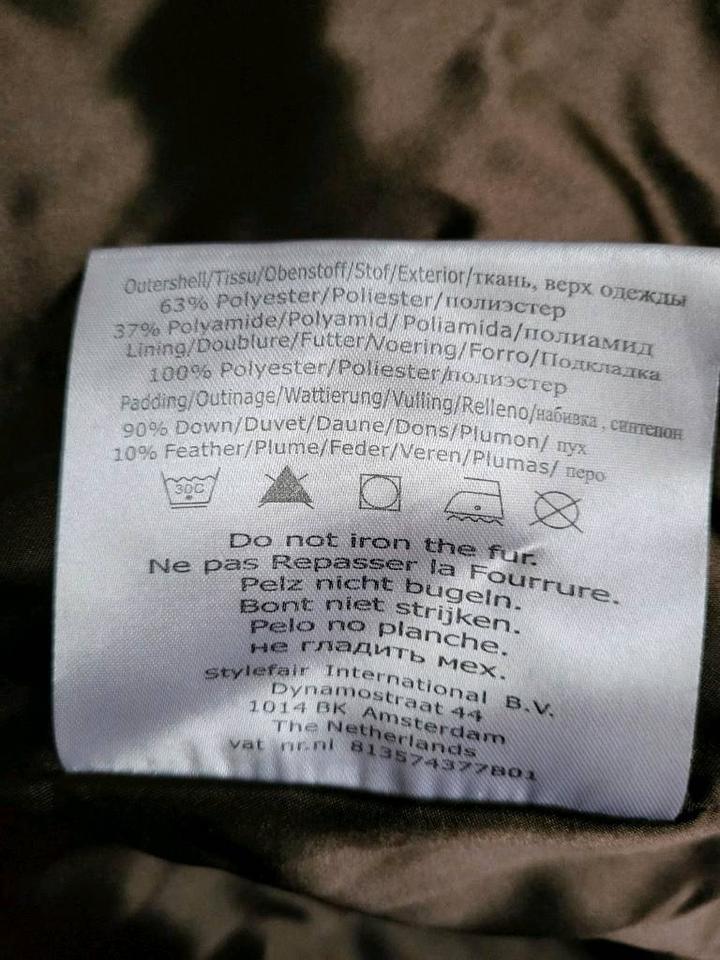 Outershell/Tissu/Obenstoff/Stof/Exterior/ткань, верх одежды
63% Polyester/Poliester/полиэстер
37% Polyamide/Polyamid/ Poliamida/полиамид
Lining/Doublure/Futter/Voering/Forro/Подкладка
100% Polyester/Poliester/полиэстер
Padding/Outinage/Wattierung/Vulling/Relleno/набивка , синтепон
90% Down/Duvet/Daune/Dons/Plumon/ пух
10% Feather/Plume/Feder/Veren/Plumas/ перо
30C
Do not iron the fur.
Ne pas Repasser la Fourrure.
Pelz nicht bugeln.
Bont niet strijken.
Pelo no planche.
не гладить мех.
Stylefair International B.V.
Dynamostraat 44
1014 BK Amsterdam
The Netherlands
vat nr.nl 813574377B01